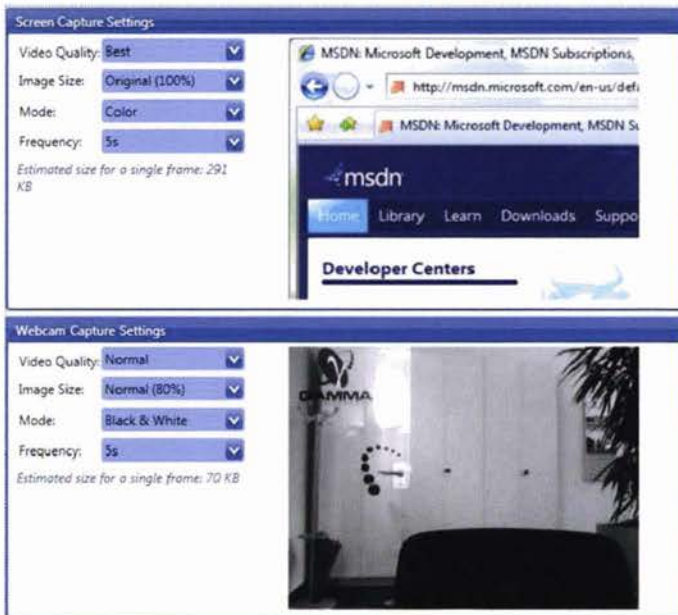 Screen Capture Settings
Video Quality: Best
Image Size: Original (100%)
Mode: Color
Frequency: 5s
Estimated size for a single frame: 291
KB
MSDN: Microsoft Development, MSDN Subscriptions,
http://msdn.microsoft.com/en-us/defa
MSDN: Microsoft Development, MSDN Su
msdn
Home Library Learn Downloads Suppo
Developer Centers
Webcam Capture Settings
Video Quality: Normal
Image Size: Normal (80%)
Mode: Black & White
Frequency: 5s
Estimated size for a single frame: 70 KB